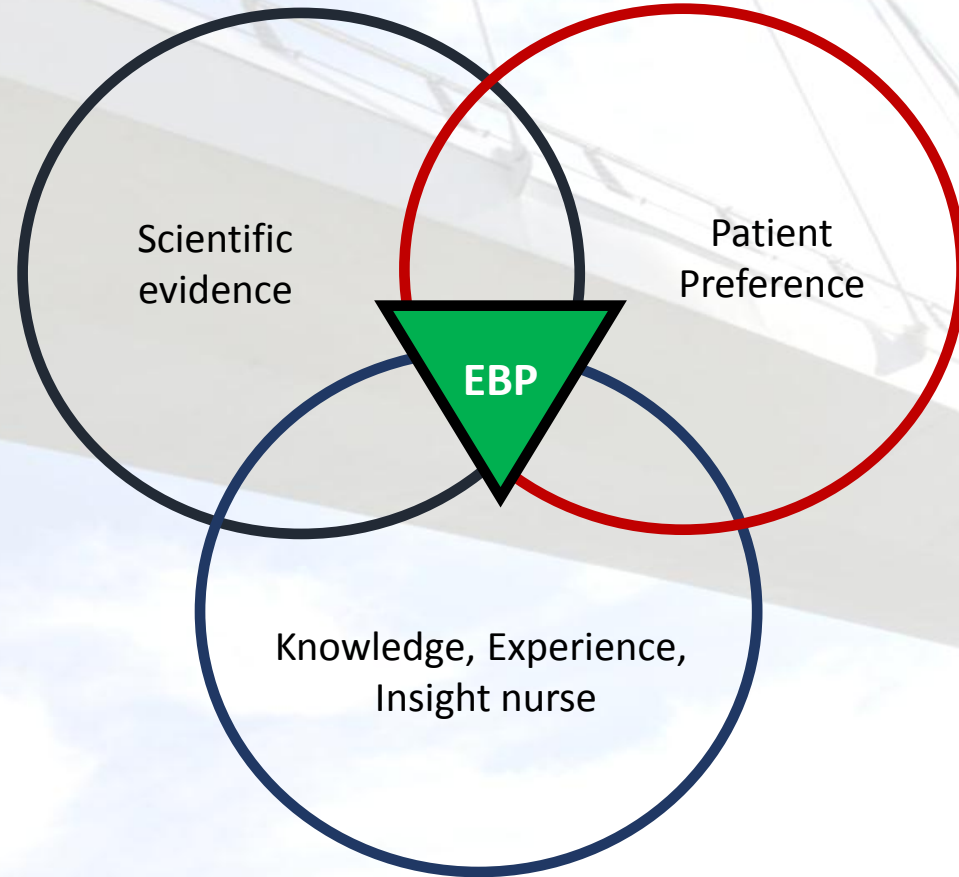 Scientific
evidence
Patient
Preference
EBP
Knowledge, Experience,
Insight nurse